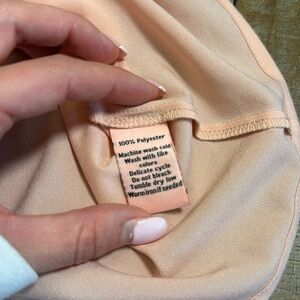 100% Polyester
Machine wash cold
Wash with like
colors
Delicate cycle
Do not bleach
Tumble dry low
Warm iron if needed